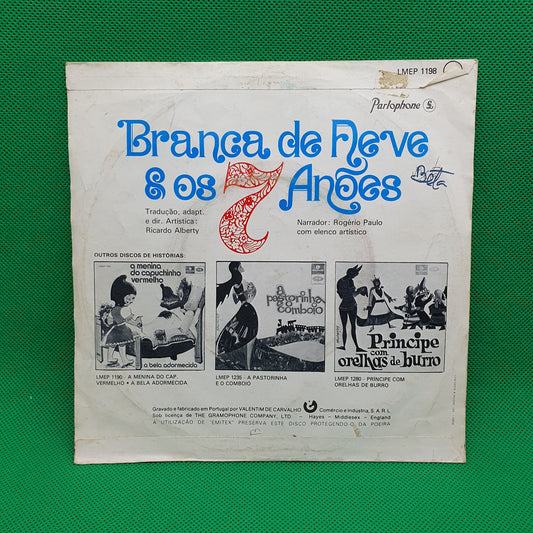 LMEP 1198
Parlophone
Branca de Neve
& os 7 Anões
Tradução, adapt.
e dir. Artística:
Ricardo Alberty
Narrador: Rogério Paulo
com elenco artístico
OUTROS DISCOS DE HISTÓRIAS:
a menina
do capuchinho
vermelho
a bela adormecida
a pastorinha
e o comboio
Príncipe
com
orelhas de burro
LMEP 1190 - A MENINA DO CAP.
VERMELHO • A BELA ADORMECIDA
LMEP 1235 - A PASTORINHA
E O COMBOIO
LMEP 1280 - PRÍNCIPE COM
ORELHAS DE BURRO
Gravado e fabricado em Portugal por VALENTIM DE CARVALHO Comércio e Indústria, S. A. R. L.
Sob licença de THE GRAMOPHONE COMPANY, LTD. - Hayes - Middlesex - England
A UTILIZAÇÃO DE "EMITEX" PRESERVA ESTE DISCO PROTEGENDO-O DA POEIRA